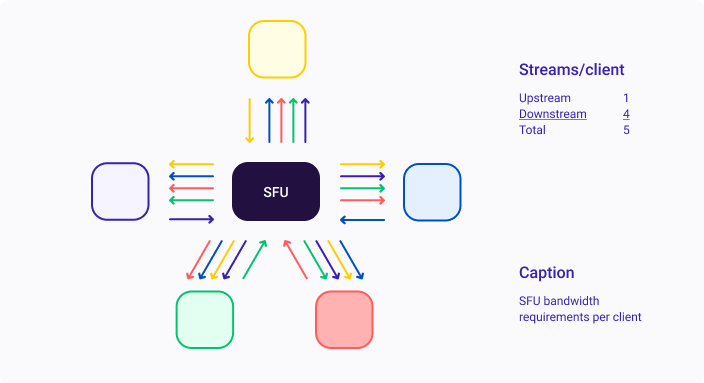 SFU
Streams/client
Upstream 1
Downstream 4
Total 5
Caption
SFU bandwidth
requirements per client